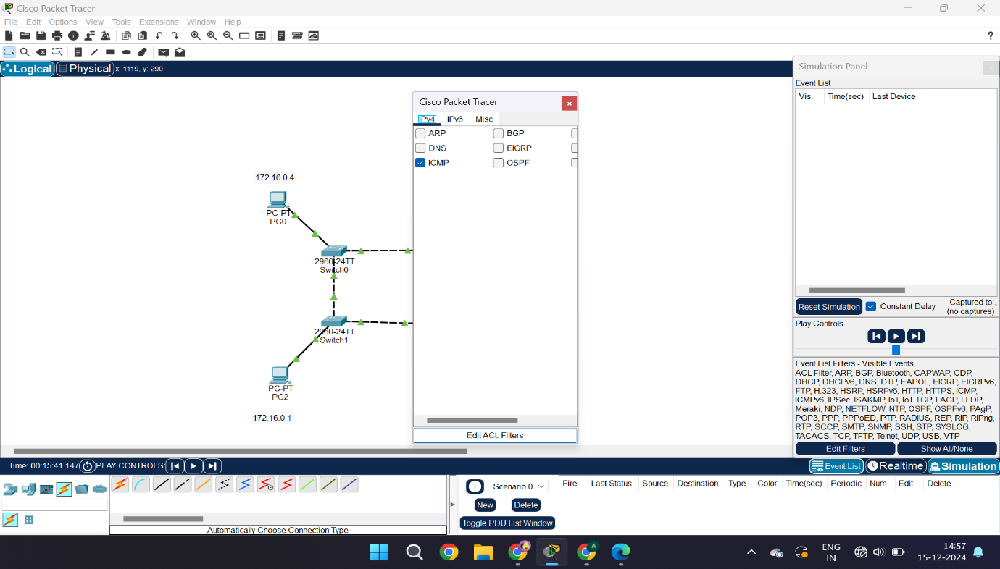 Cisco Packet Tracer
File Edit Options View Tools Extensions Window Help
?
Logical Physical x: 1119, y: 290
Simulation Panel
Event List
Vis. Time(sec) Last Device
Cisco Packet Tracer
IPv4 IPv6 Misc
ARP BGP
DNS EIGRP
ICMP OSPF
172.16.0.4
PC-PT
PC0
2960-24TT
Switch0
2960-24TT
Switch1
PC-PT
PC2
172.16.0.1
Edit ACL Filters
Reset Simulation Constant Delay Captured to:
(no captures)
Play Controls
Event List Filters - Visible Events
ACL Filter, ARP, BGP, Bluetooth, CAPWAP, CDP,
DHCP, DHCPv6, DNS, DTP, EAPOL, EIGRP, EIGRPv6,
FTP, H.323, HSRP, HSRPv6, HTTP, HTTPS, ICMP,
ICMPv6, IPSec, ISAKMP, IoT, IoT TCP, LACP, LLDP,
Meraki, NDP, NETFLOW, NTP, OSPF, OSPFv6, PAgP,
POP3, PPP, PPPoED, PTP, RADIUS, REP, RIP, RIPng,
RTP, SCCP, SMTP, SNMP, SSH, STP, SYSLOG,
TACACS, TCP, TFTP, Telnet, UDP, USB, VTP
Edit Filters Show All/None
Time: 00:15:41.147 PLAY CONTROLS:
Event List Realtime Simulation
Scenario 0
New Delete
Toggle PDU List Window
Fire Last Status Source Destination Type Color Time(sec) Periodic Num Edit Delete
Automatically Choose Connection Type
A
ENG
IN
14:57
15-12-2024